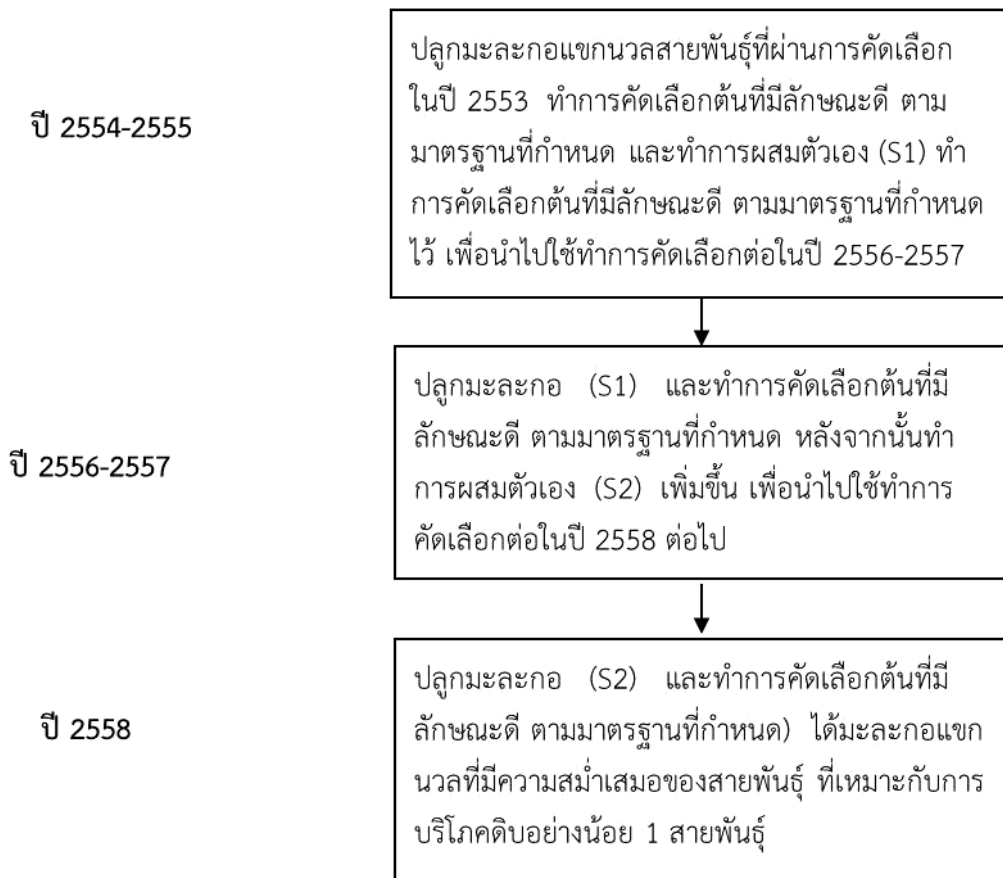 ปลูกมะละกอแขกนวลสายพันธุ์ที่ผ่านการคัดเลือก
ในปี 2553 ทำการคัดเลือกต้นที่มีลักษณะดี ตาม
ปี 2554-2555
มาตรฐานที่กำหนด และทำการผสมตัวเอง (S1) ทำ
การคัดเลือกต้นที่มีลักษณะดี ตามมาตรฐานที่กำหนด
ไว้ เพื่อนำไปใช้ทำการคัดเลือกต่อในปี 2556-2557
ปลูกมะละกอ (S1) และทำการคัดเลือกต้นที่มี
ลักษณะดี ตามมาตรฐานที่กำหนด หลังจากนั้นทำ
ปี 2556-2557
การผสมตัวเอง (S2) เพิ่มขึ้น เพื่อนำไปใช้ทำการ
คัดเลือกต่อในปี 2558 ต่อไป
ปลูกมะละกอ (S2) และทำการคัดเลือกต้นที่มี
ลักษณะดี ตามมาตรฐานที่กำหนด) ได้มะละกอแขก
ปี 2558
นวลที่มีความสม่ำเสมอของสายพันธุ์ ที่เหมาะกับการ
บริโภคดิบอย่างน้อย 1 สายพันธุ์